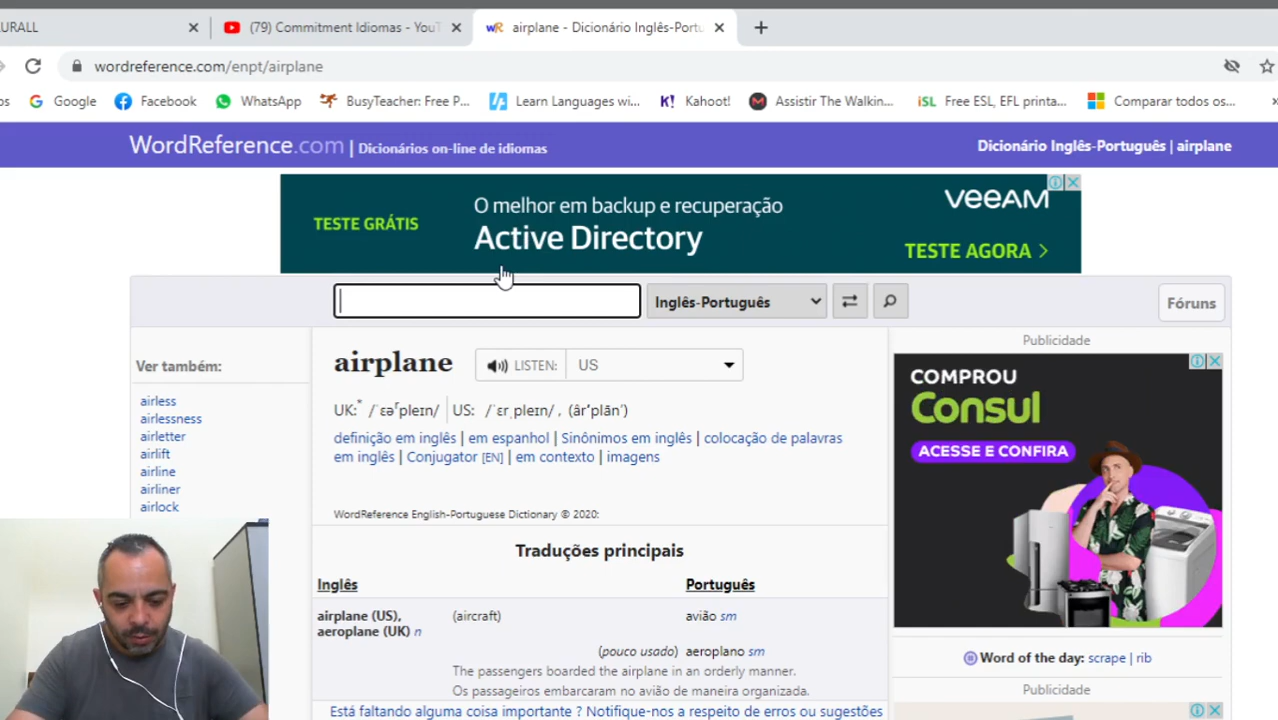 URALL
(79) Commitment Idioms - YouT
wR airplane - Dicionário Inglês-Portu
wordreference.com/enpt/airplane
os Google Facebook WhatsApp BusyTeacher: Free P... Learn Languages wi... K! Kahoot! Assistir The Walkin... iSL Free ESL, EFL printa... Comparar todos os...
WordReference.com | Dicionários on-line de idiomas
Dicionário Inglês-Português | airplane
TESTE GRÁTIS
O melhor em backup e recuperação
Active Directory
veeAM
TESTE AGORA >
Inglês-Português
Fóruns
Ver também:
airless
airlessness
airletter
airlift
airline
airliner
airlock
airplane
LISTEN: US
UK:* /ˈɛəʳpleɪn/ US: /ˈɛrˌpleɪn/ , (âr′plān′)
definição em inglês | em espanhol | Sinônimos em inglês | colocação de palavras
em inglês | Conjugator [EN] | em contexto | imagens
WordReference English-Portuguese Dictionary © 2020:
Traduções principais
Inglês Português
airplane (US), (aircraft) avião sm
aeroplane (UK) n
(pouco usado) aeroplano sm
The passengers boarded the airplane in an orderly manner.
Os passageiros embarcaram no avião de maneira organizada.
Está faltando alguma coisa importante ? Notifique-nos a respeito de erros ou sugestões
Publicidade
COMPROU
Consul
ACESSE E CONFIRA
Word of the day: scrape | rib
Publicidade